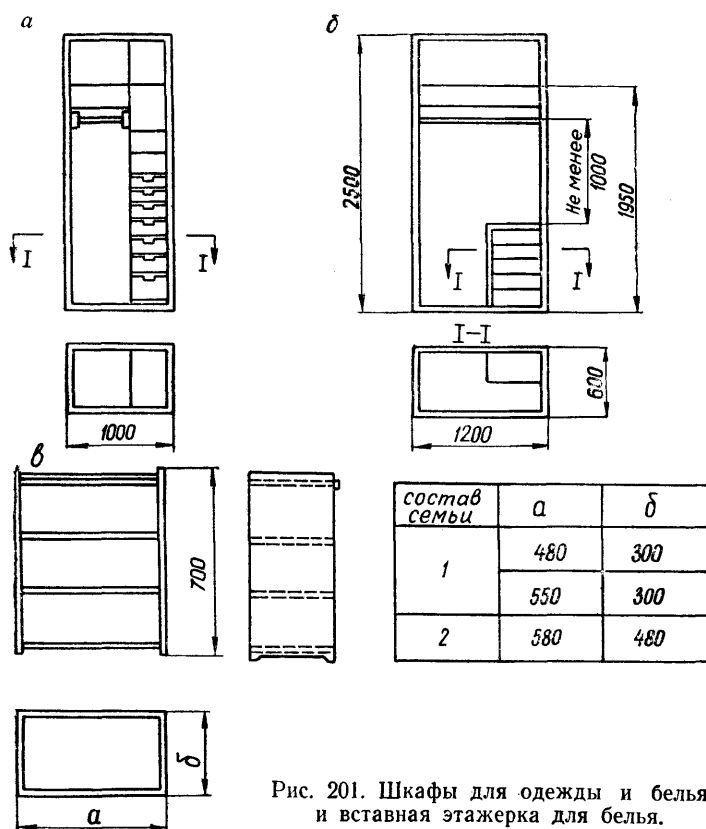 а
б
I
I
2500
Не менее
1000
1950
I
I
I–I
1000
1200
600
в
700
состав
семьи
а
б
1
480
300
550
300
2
580
480
а
б
Рис. 201. Шкафы для одежды и белья
и вставная этажерка для белья.